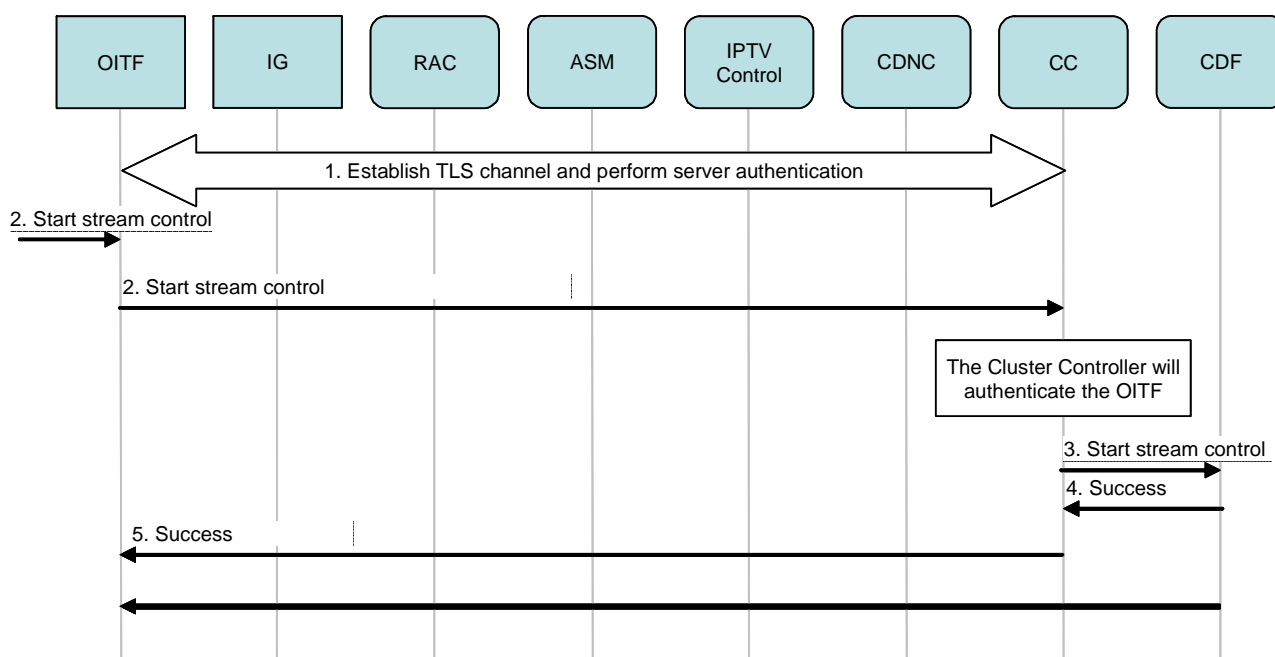 OITF
IG
RAC
ASM
IPTV
Control
CDNC
CC
CDF
1. Establish TLS channel and perform server authentication
2. Start stream control
2. Start stream control
The Cluster Controller will
authenticate the OITF
3. Start stream control
4. Success
5. Success